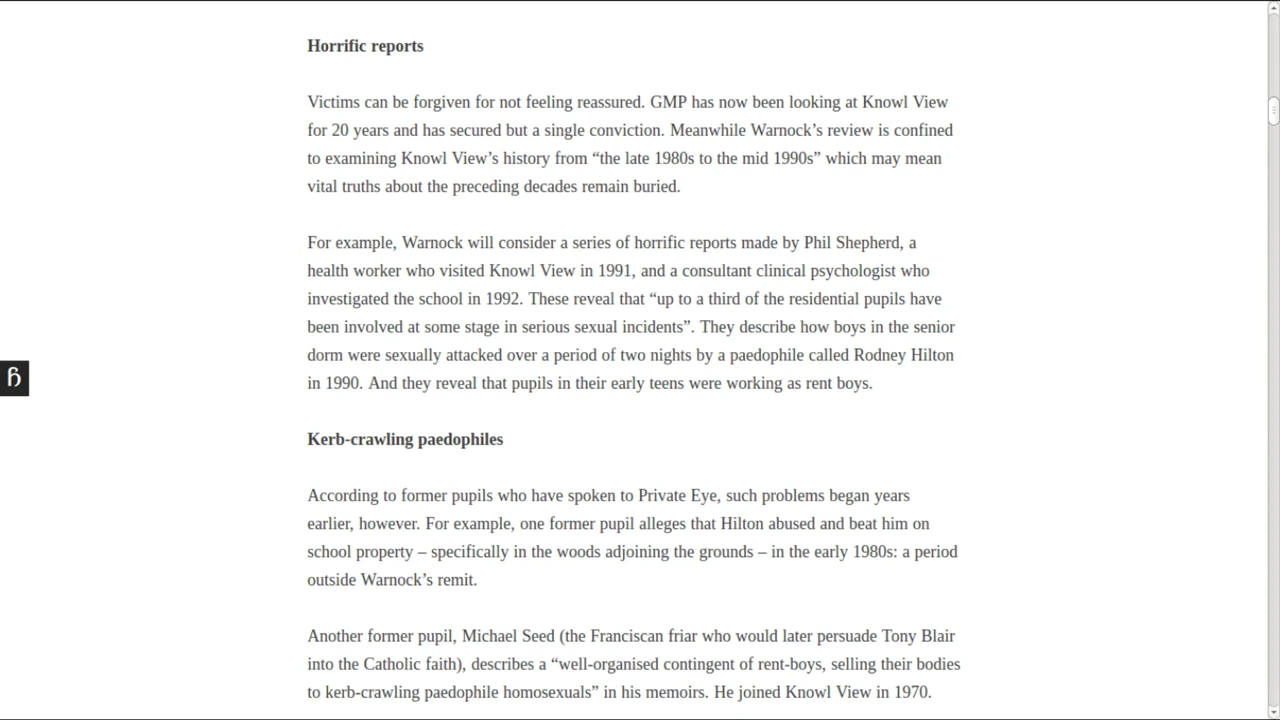 Horrific reports
Victims can be forgiven for not feeling reassured. GMP has now been looking at Knowl View
for 20 years and has secured but a single conviction. Meanwhile Warnock’s review is confined
to examining Knowl View’s history from “the late 1980s to the mid 1990s” which may mean
vital truths about the preceding decades remain buried.
For example, Warnock will consider a series of horrific reports made by Phil Shepherd, a
health worker who visited Knowl View in 1991, and a consultant clinical psychologist who
investigated the school in 1992. These reveal that “up to a third of the residential pupils have
been involved at some stage in serious sexual incidents”. They describe how boys in the senior
dorm were sexually attacked over a period of two nights by a paedophile called Rodney Hilton
in 1990. And they reveal that pupils in their early teens were working as rent boys.
Kerb-crawling paedophiles
According to former pupils who have spoken to Private Eye, such problems began years
earlier, however. For example, one former pupil alleges that Hilton abused and beat him on
school property – specifically in the woods adjoining the grounds – in the early 1980s: a period
outside Warnock’s remit.
Another former pupil, Michael Seed (the Franciscan friar who would later persuade Tony Blair
into the Catholic faith), describes a “well-organised contingent of rent-boys, selling their bodies
to kerb-crawling paedophile homosexuals” in his memoirs. He joined Knowl View in 1970.